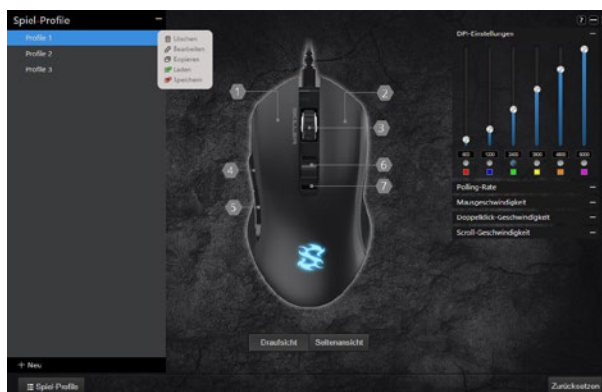 Spiel-Profile
Profile 1
Profile 2
Profile 3
Löschen
Bearbeiten
Kopieren
Laden
Speichern
1
2
3
4
5
6
7
DPI-Einstellungen
600 1200 2400 3500 4800 6000
Polling-Rate
Mausgeschwindigkeit
Doppelklick-Geschwindigkeit
Scroll-Geschwindigkeit
Draufsicht Seitenansicht
+ Neu
Spiel-Profile
Zurücksetzen